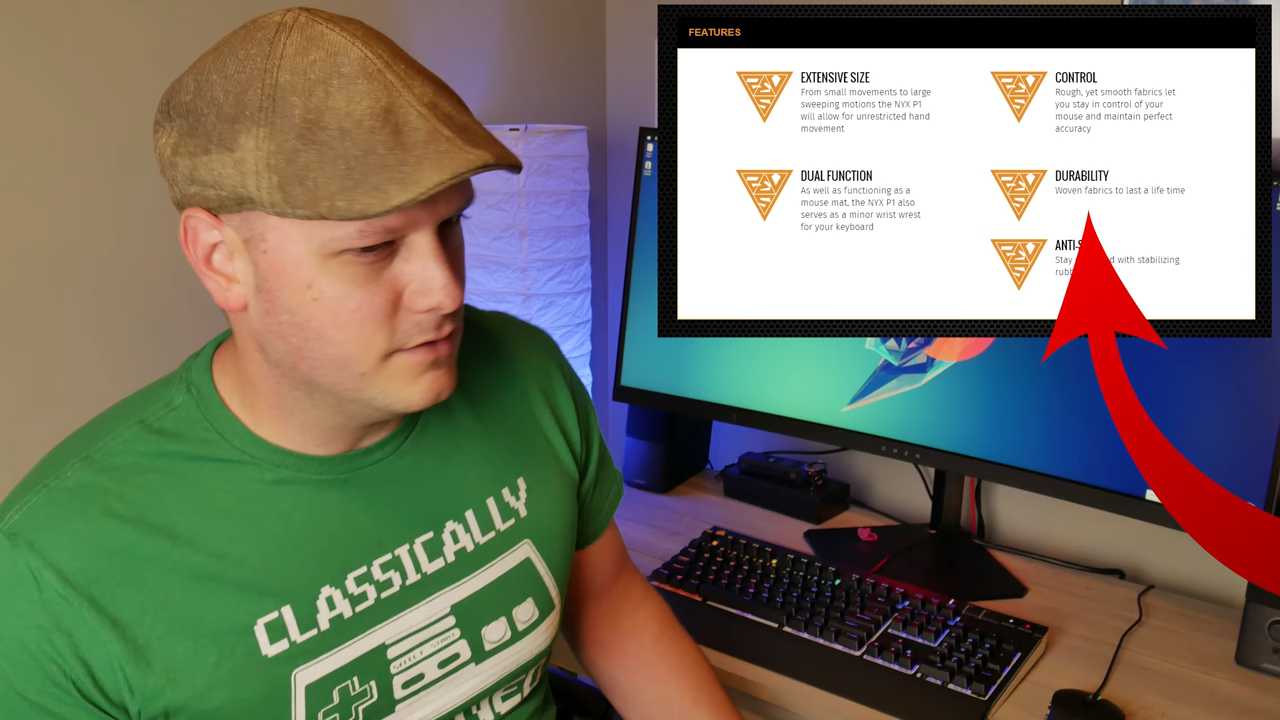 FEATURES
EXTENSIVE SIZE
From small movements to large
sweeping motions the NYX P1
will allow for unrestricted hand
movement
CONTROL
Rough, yet smooth fabrics let
you stay in control of your
mouse and maintain perfect
accuracy
DUAL FUNCTION
As well as functioning as a
mouse mat, the NYX P1 also
serves as a minor wrist wrest
for your keyboard
DURABILITY
Woven fabrics to last a life time
Stay with stabilizing
CLASSICALLY
SELECT START
OMEN